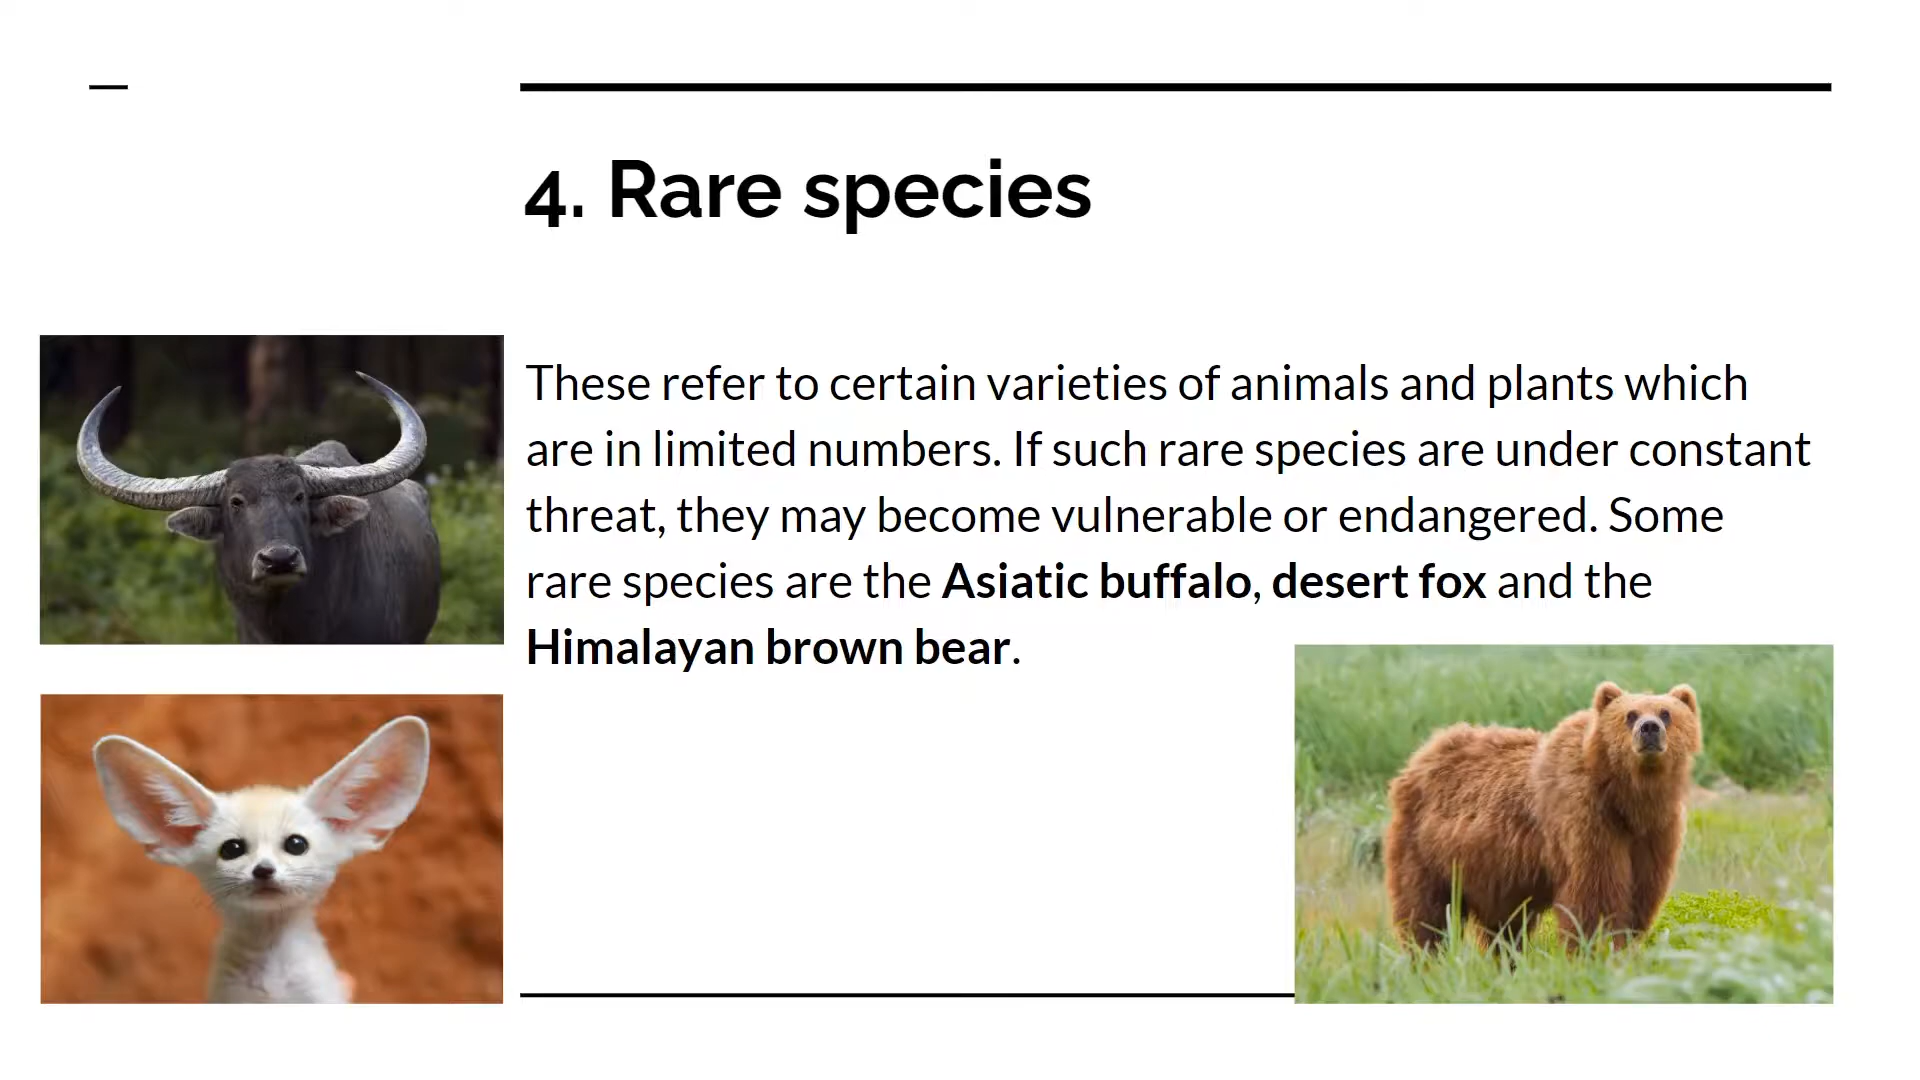 4. Rare species
These refer to certain varieties of animals and plants which
are in limited numbers. If such rare species are under constant
threat, they may become vulnerable or endangered. Some
rare species are the Asiatic buffalo, desert fox and the
Himalayan brown bear.